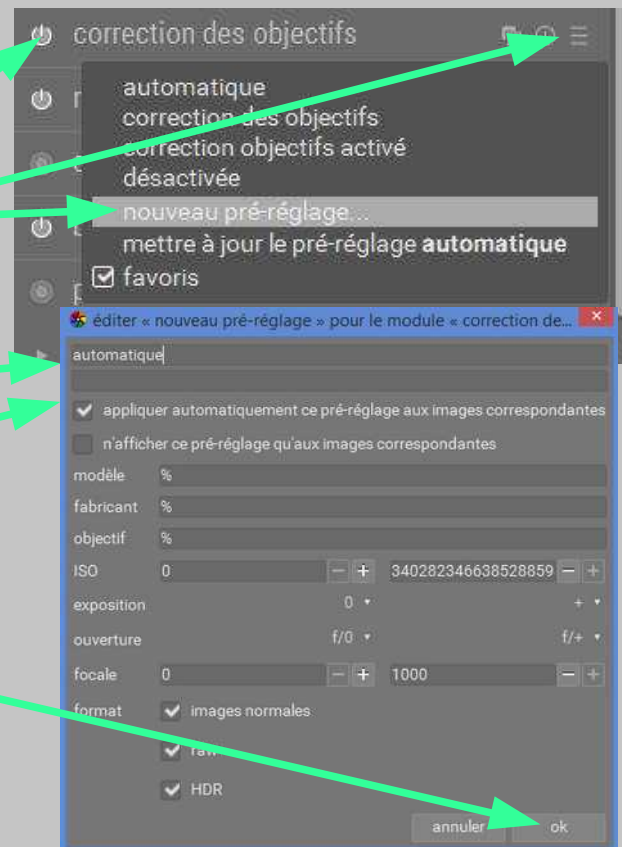 correction des objectifs
automatique
correction des objectifs
correction objectifs activé
désactivée
nouveau pré-réglage...
mettre à jour le pré-réglage automatique
favoris
éditer « nouveau pré-réglage » pour le module « correction de...
automatique
appliquer automatiquement ce pré-réglage aux images correspondantes
n'afficher ce pré-réglage qu'aux images correspondantes
modèle %
fabricant %
objectif %
ISO 0 - + 340282346638528859 - +
exposition 0 +
ouverture f/0 f/+
focale 0 - + 1000 - +
format images normales
raw
HDR
annuler ok